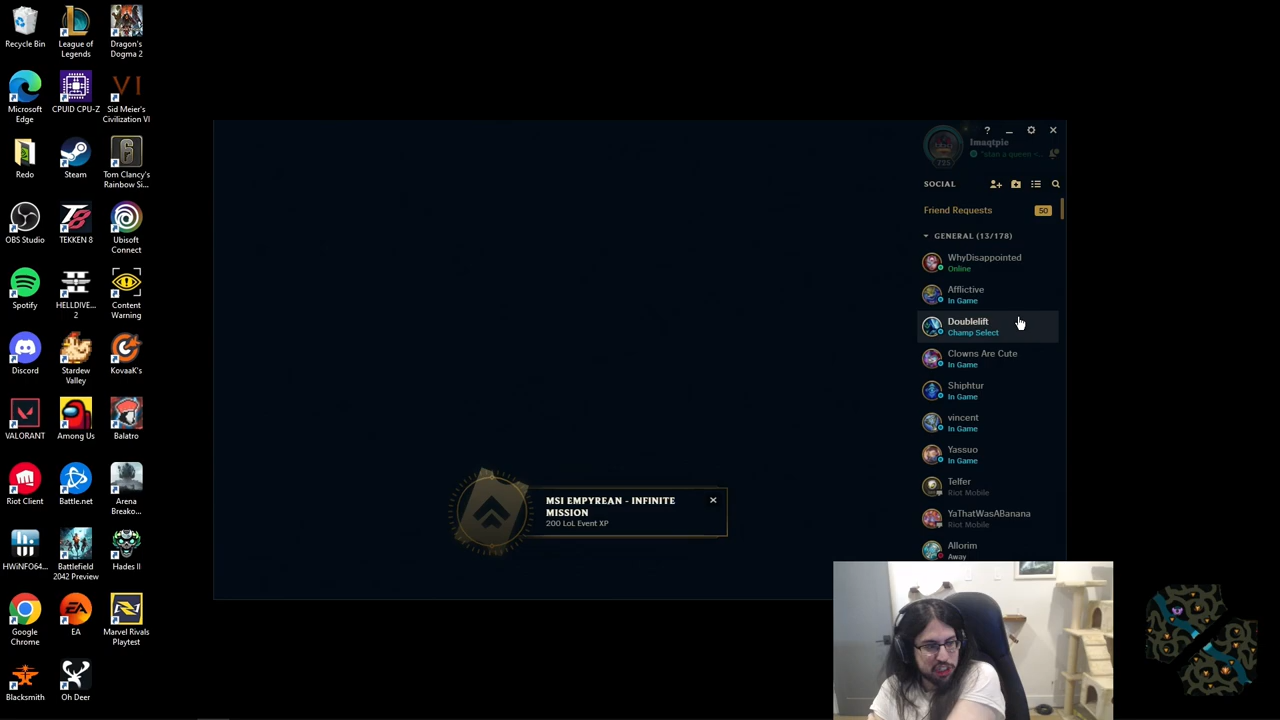 Recycle Bin
League of
Legends
Dragon's
Dogma 2
Microsoft
Edge
CPUID CPU-Z
Sid Meier's
Civilization VI
Redo
Steam
Tom Clancy's
Rainbow Si...
OBS Studio
TEKKEN 8
Ubisoft
Connect
Spotify
HELLDIVE...
2
Content
Warning
Discord
Stardew
Valley
KovaaK's
VALORANT
Among Us
Balatro
Riot Client
Battle.net
Arena
Breako...
HWiNFO64...
Battlefield
2042 Preview
Hades II
Google
Chrome
EA
Marvel Rivals
Playtest
Blacksmith
Oh Deer
MSI EMPYREAN - INFINITE
MISSION
200 LoL Event XP
Imaqtpie
"stan a queen <...
723
SOCIAL
Friend Requests
50
GENERAL (13/178)
WhyDisappointed
Online
Afflictive
In Game
Doublelift
Champ Select
Clowns Are Cute
In Game
Shiphtur
In Game
vincent
In Game
Yassuo
In Game
Telfer
Riot Mobile
YaThatWasABanana
Riot Mobile
Allorim
Away